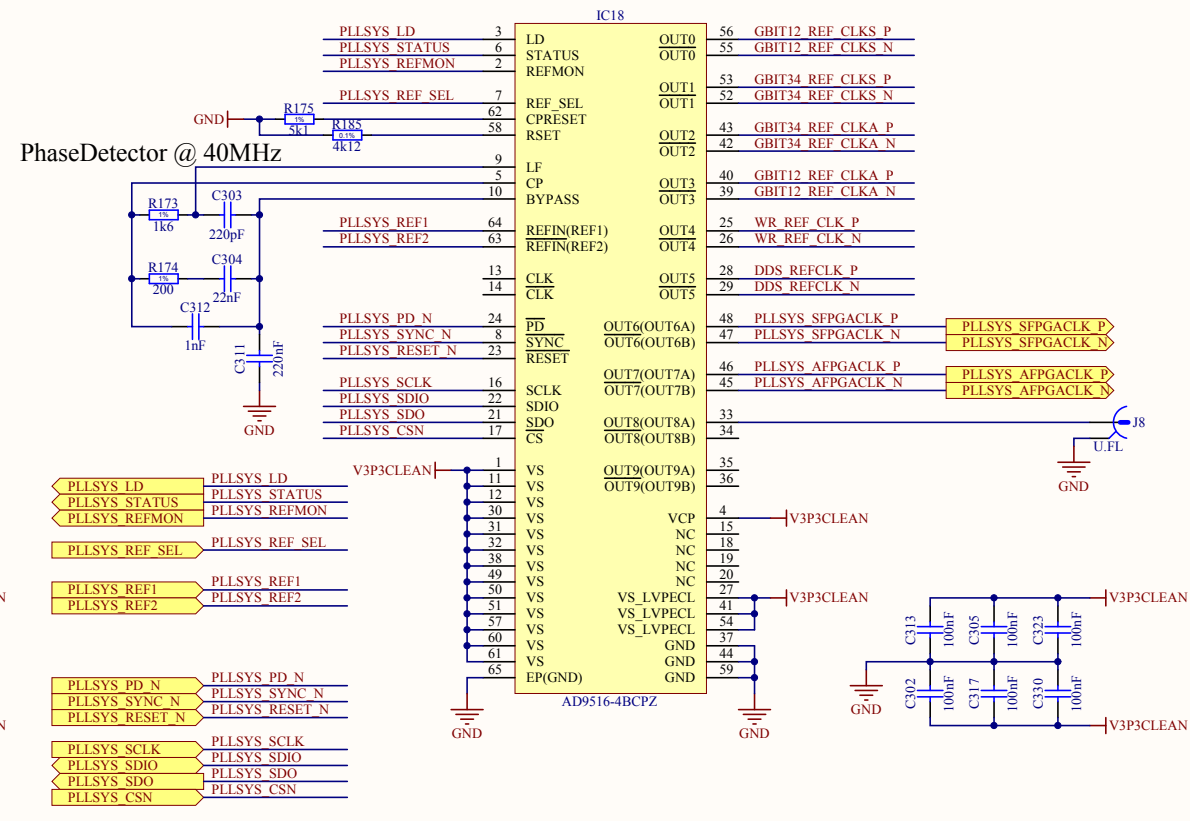 IC18
PLLSYS_LD 3 LD OUT0 56 GBIT12_REF_CLKS_P
PLLSYS_STATUS 6 STATUS OUT0 55 GBIT12_REF_CLKS_N
PLLSYS_REFMON 2 REFMON
OUT1 53 GBIT34_REF_CLKS_P
PLLSYS_REF_SEL 7 REF_SEL OUT1 52 GBIT34_REF_CLKS_N
GND R175 1% 5k1 62 CPRESET
R185 0.1% 4k12 58 RSET OUT2 43 GBIT34_REF_CLKA_P
OUT2 42 GBIT34_REF_CLKA_N
PhaseDetector @ 40MHz
9 LF
5 CP OUT3 40 GBIT12_REF_CLKA_P
10 BYPASS OUT3 39 GBIT12_REF_CLKA_N
R173 1% 1k6 C303 220pF
PLLSYS_REF1 64 REFIN(REF1) OUT4 25 WR_REF_CLK_P
PLLSYS_REF2 63 REFIN(REF2) OUT4 26 WR_REF_CLK_N
R174 1% 200 C304 22nF
13 CLK OUT5 28 DDS_REFCLK_P
14 CLK OUT5 29 DDS_REFCLK_N
C312 1nF
C311 220nF
GND
PLLSYS_PD_N 24 PD OUT6(OUT6A) 48 PLLSYS_SFPGACLK_P PLLSYS_SFPGACLK_P
PLLSYS_SYNC_N 8 SYNC OUT6(OUT6B) 47 PLLSYS_SFPGACLK_N PLLSYS_SFPGACLK_N
PLLSYS_RESET_N 23 RESET
OUT7(OUT7A) 46 PLLSYS_AFPGACLK_P PLLSYS_AFPGACLK_P
PLLSYS_SCLK 16 SCLK OUT7(OUT7B) 45 PLLSYS_AFPGACLK_N PLLSYS_AFPGACLK_N
PLLSYS_SDIO 22 SDIO
PLLSYS_SDO 21 SDO OUT8(OUT8A) 33 J8
PLLSYS_CSN 17 CS OUT8(OUT8B) 34 U.FL
GND
V3P3CLEAN 1 VS OUT9(OUT9A) 35
11 VS OUT9(OUT9B) 36
12 VS
30 VS VCP 4 V3P3CLEAN
31 VS NC 15
32 VS NC 18
38 VS NC 19
49 VS NC 20
50 VS VS_LVPECL 27 V3P3CLEAN
51 VS VS_LVPECL 41
57 VS VS_LVPECL 54
60 VS GND 37
61 VS GND 44
65 EP(GND) GND 59
AD9516-4BCPZ
GND
GND
PLLSYS_LD PLLSYS_LD
PLLSYS_STATUS PLLSYS_STATUS
PLLSYS_REFMON PLLSYS_REFMON
PLLSYS_REF_SEL PLLSYS_REF_SEL
PLLSYS_REF1 PLLSYS_REF1
PLLSYS_REF2 PLLSYS_REF2
N
PLLSYS_PD_N PLLSYS_PD_N
PLLSYS_SYNC_N PLLSYS_SYNC_N
PLLSYS_RESET_N PLLSYS_RESET_N
N
PLLSYS_SCLK PLLSYS_SCLK
PLLSYS_SDIO PLLSYS_SDIO
PLLSYS_SDO PLLSYS_SDO
PLLSYS_CSN PLLSYS_CSN
V3P3CLEAN
C313 100nF C305 100nF C323 100nF
C302 100nF C317 100nF C330 100nF
GND
V3P3CLEAN